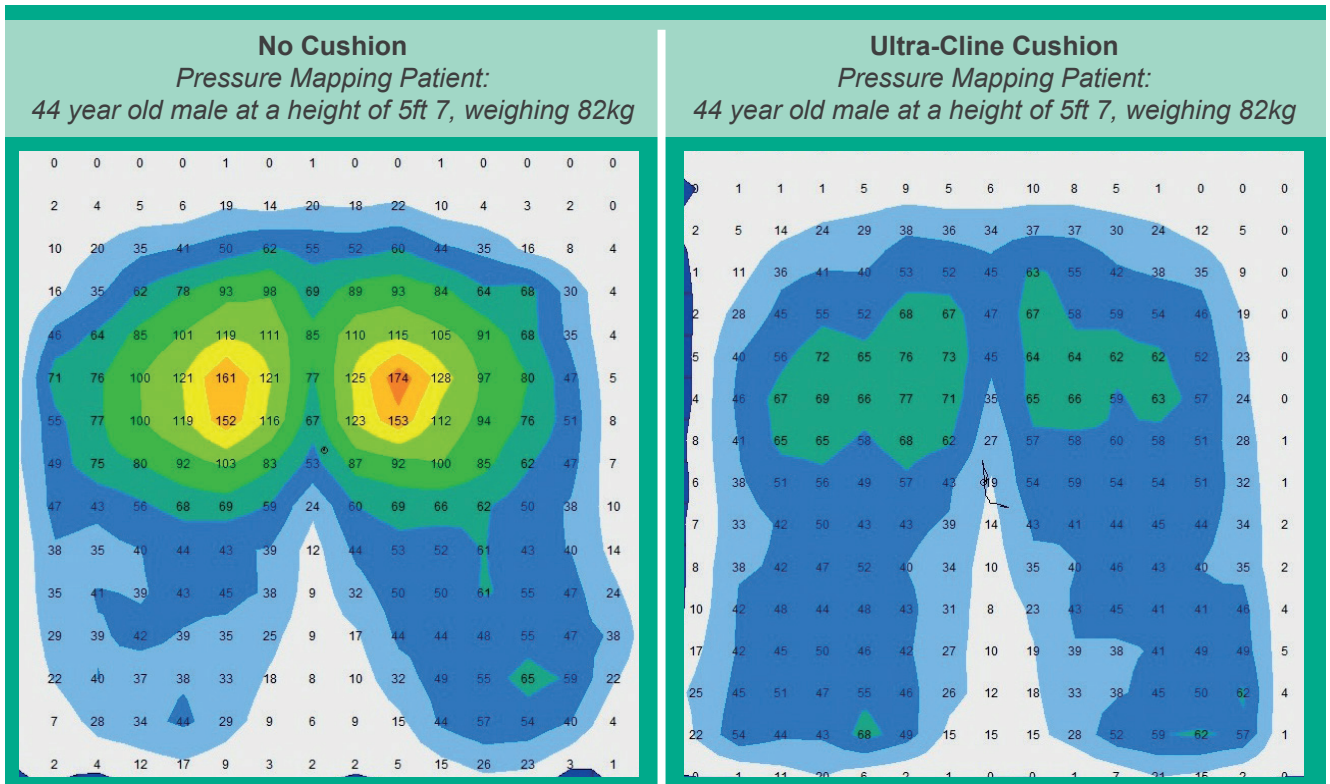 No Cushion
Pressure Mapping Patient:
44 year old male at a height of 5ft 7, weighing 82kg
0 0 0 0 1 0 1 0 0 1 0 0 0 0
2 4 5 6 19 14 20 18 22 10 4 3 2 0
10 20 35 41 50 62 55 52 60 44 35 16 8 4
16 35 62 78 93 98 69 89 93 84 64 68 30 4
46 64 85 101 119 111 85 110 115 105 91 68 35 4
71 76 100 121 161 121 77 125 174 128 97 80 47 5
55 77 100 119 152 116 67 123 153 112 94 76 51 8
49 75 80 92 103 83 53 87 92 100 85 62 47 7
47 43 56 68 69 59 24 60 69 66 62 50 38 10
38 35 40 44 43 39 12 44 53 52 61 43 40 14
35 41 39 43 45 38 9 32 50 50 61 55 47 24
29 39 42 39 35 25 9 17 44 44 48 55 47 38
22 40 37 38 33 18 8 10 32 49 55 65 59 22
7 28 34 44 29 9 6 9 15 44 57 54 40 4
2 4 12 17 9 3 2 2 5 15 26 23 3 1
Ultra-Cline Cushion
Pressure Mapping Patient:
44 year old male at a height of 5ft 7, weighing 82kg
1 1 1 5 9 5 6 10 8 5 1 0 0 0
2 5 14 24 29 38 36 34 37 37 30 24 12 5 0
1 11 36 41 40 53 52 45 63 55 42 38 35 9 0
2 28 45 55 52 68 67 47 67 58 59 54 46 19 0
5 40 56 72 65 76 73 45 64 64 62 62 52 23 0
4 46 67 69 66 77 71 35 65 66 59 63 57 24 0
8 41 65 65 58 68 62 27 57 58 60 58 51 28 1
6 38 51 56 49 57 43 19 54 59 54 54 51 32 1
7 33 42 50 43 43 39 14 43 41 44 45 44 34 2
8 38 42 47 52 40 34 10 35 40 46 43 40 35 2
10 42 48 44 48 43 31 8 23 43 45 41 41 46 4
17 42 45 50 46 42 27 10 19 39 38 41 49 49 5
25 45 51 47 55 46 26 12 18 33 38 45 50 62 4
22 54 44 43 68 49 15 15 15 28 52 59 62 57 1